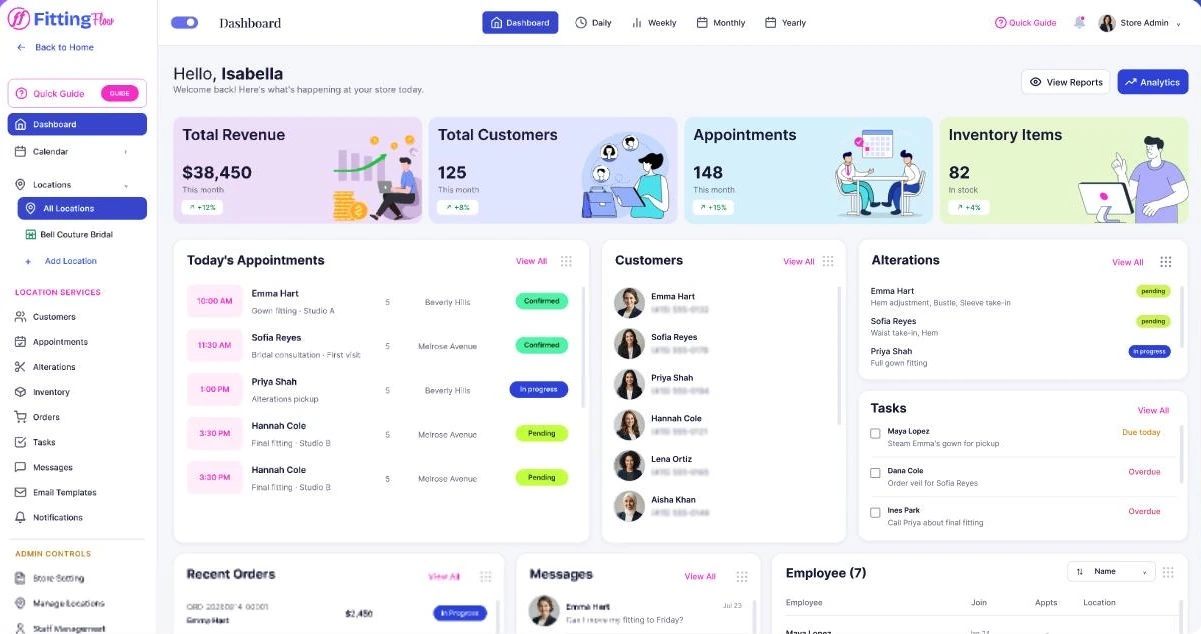 FittingFlow
Back to Home
Quick Guide
GUIDE
Dashboard
Calendar
Locations
All Locations
Bell Couture Bridal
+ Add Location
LOCATION SERVICES
Customers
Appointments
Alterations
Inventory
Orders
Tasks
Messages
Email Templates
Notifications
ADMIN CONTROLS
Store Setting
Manage Locations
Staff Management
Dashboard
Dashboard
Daily
Weekly
Monthly
Yearly
Quick Guide
Store Admin
Hello, Isabella
Welcome back! Here's what's happening at your store today.
View Reports
Analytics
Total Revenue
$38,450
This month
+12%
Total Customers
125
This month
+8%
Appointments
148
This month
+15%
Inventory Items
82
In stock
+4%
Today's Appointments
View All
10:00 AM
Emma Hart
Gown fitting · Studio A
5
Beverly Hills
Confirmed
11:30 AM
Sofia Reyes
Bridal consultation · First visit
5
Melrose Avenue
Confirmed
1:00 PM
Priya Shah
Alterations pickup
5
Beverly Hills
In progress
3:30 PM
Hannah Cole
Final fitting · Studio B
5
Melrose Avenue
Pending
3:30 PM
Hannah Cole
Final fitting · Studio B
5
Melrose Avenue
Pending
Customers
View All
Emma Hart
Sofia Reyes
Priya Shah
Hannah Cole
Lena Ortiz
Aisha Khan
Alterations
View All
Emma Hart
Hem adjustment, Bustle, Sleeve take-in
pending
Sofia Reyes
Waist take-in, Hem
pending
Priya Shah
Full gown fitting
In progress
Tasks
View All
Maya Lopez
Steam Emma's gown for pickup
Due today
Dana Cole
Order veil for Sofia Reyes
Overdue
Ines Park
Call Priya about final fitting
Overdue
Recent Orders
View All
Emma Hart
$2,450
In Progress
Messages
View All
Emma Hart
Jul 23
fitting to Friday?
Employee (7)
Name
Employee
Join
Appts
Location
Maya Lopez